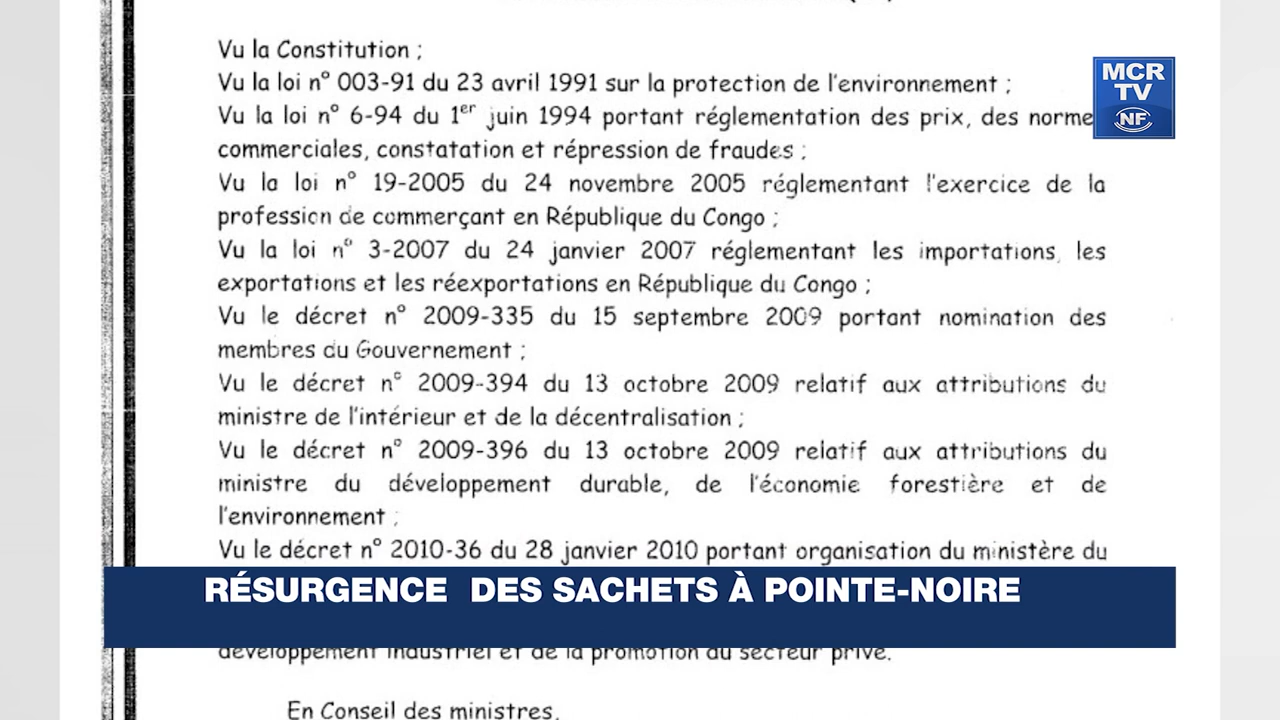 Vu la Constitution ;
Vu la loi n° 003-91 du 23 avril 1991 sur la protection de l'environnement ;
Vu la loi n° 6-94 du 1er juin 1994 portant réglementation des prix, des norme
commerciales, constatation et répression de fraudes ;
Vu la loi n° 19-2005 du 24 novembre 2005 réglementant l'exercice de la
profession de commerçant en République du Congo ;
Vu la loi n° 3-2007 du 24 janvier 2007 réglementant les importations, les
exportations et les réexportations en République du Congo ;
Vu le décret n° 2009-335 du 15 septembre 2009 portant nomination des
membres du Gouvernement ;
Vu le décret n° 2009-394 du 13 octobre 2009 relatif aux attributions du
ministre de l'intérieur et de la décentralisation ;
Vu le décret n° 2009-396 du 13 octobre 2009 relatif aux attributions du
ministre du développement durable, de l'économie forestière et de
l'environnement ;
Vu le décret n° 2010-36 du 28 janvier 2010 portant organisation du ministère du
développement industriel et de la promotion du secteur privé.
En Conseil des ministres,
MCR
TV
NF
RÉSURGENCE DES SACHETS À POINTE-NOIRE